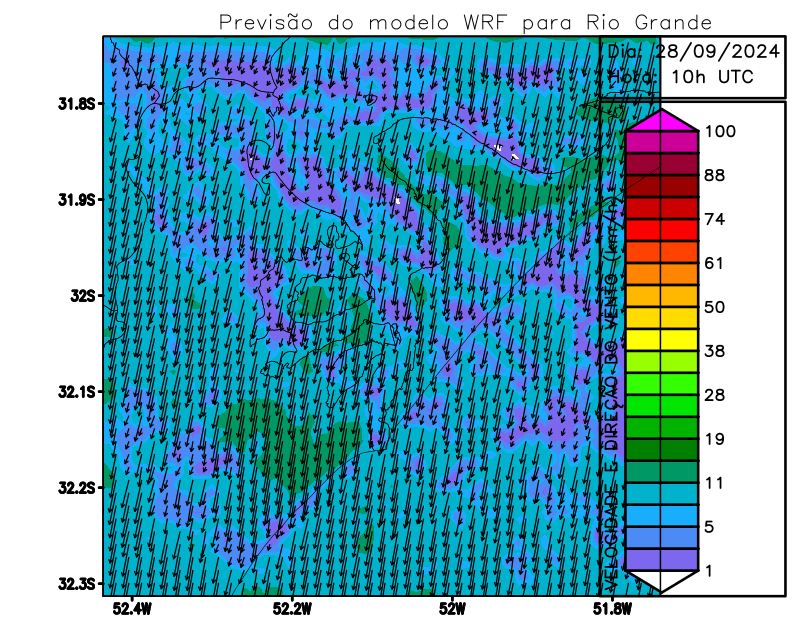 Previsão do modelo WRF para Rio Grande
Dia: 28/09/2024
Hora: 10h UTC
VELOCIDADE E DIREÇÃO DO VENTO (km/h)
100
88
74
61
50
38
28
19
11
5
1
31.8S
31.9S
32S
32.1S
32.2S
32.3S
52.4W
52.2W
52W
51.8W